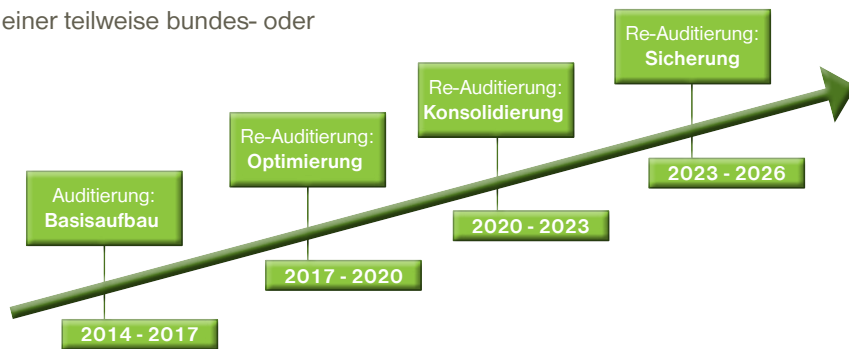 einer teilweise bundes- oder
Auditierung:
Basisaufbau
2014 - 2017
Re-Auditierung:
Optimierung
2017 - 2020
Re-Auditierung:
Konsolidierung
2020 - 2023
Re-Auditierung:
Sicherung
2023 - 2026